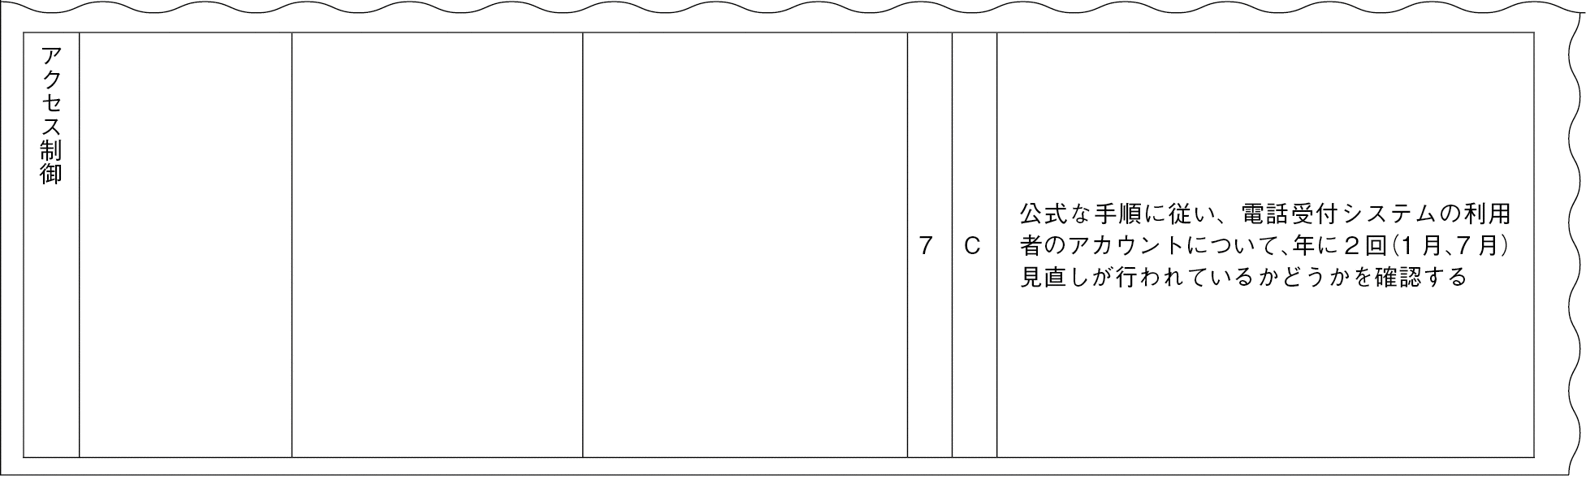 アクセス制御
7
C
公式な手順に従い、電話受付システムの利用
者のアカウントについて、年に2回(1月、7月)
見直しが行われているかどうかを確認する